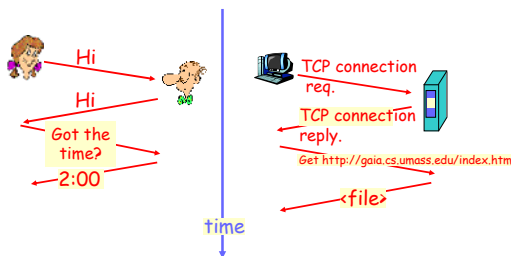 Hi
Hi
Got the
time?
2:00
time
TCP connection
req.
TCP connection
reply.
Get http://gaia.cs.umass.edu/index.htm
<file>